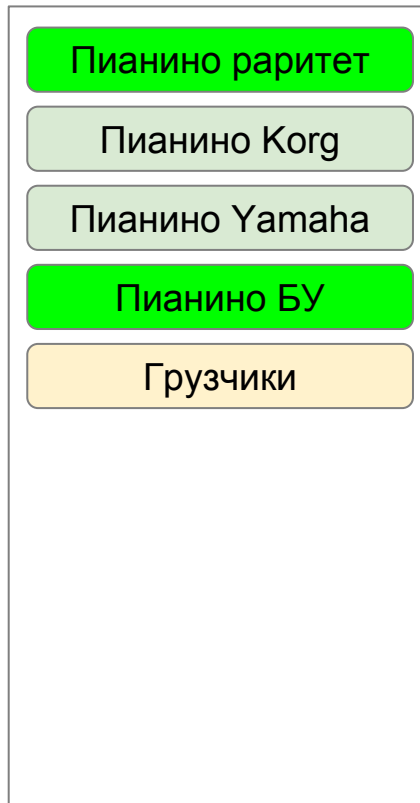 Пианино раритет
Пианино Korg
Пианино Yamaha
Пианино БУ
Грузчики